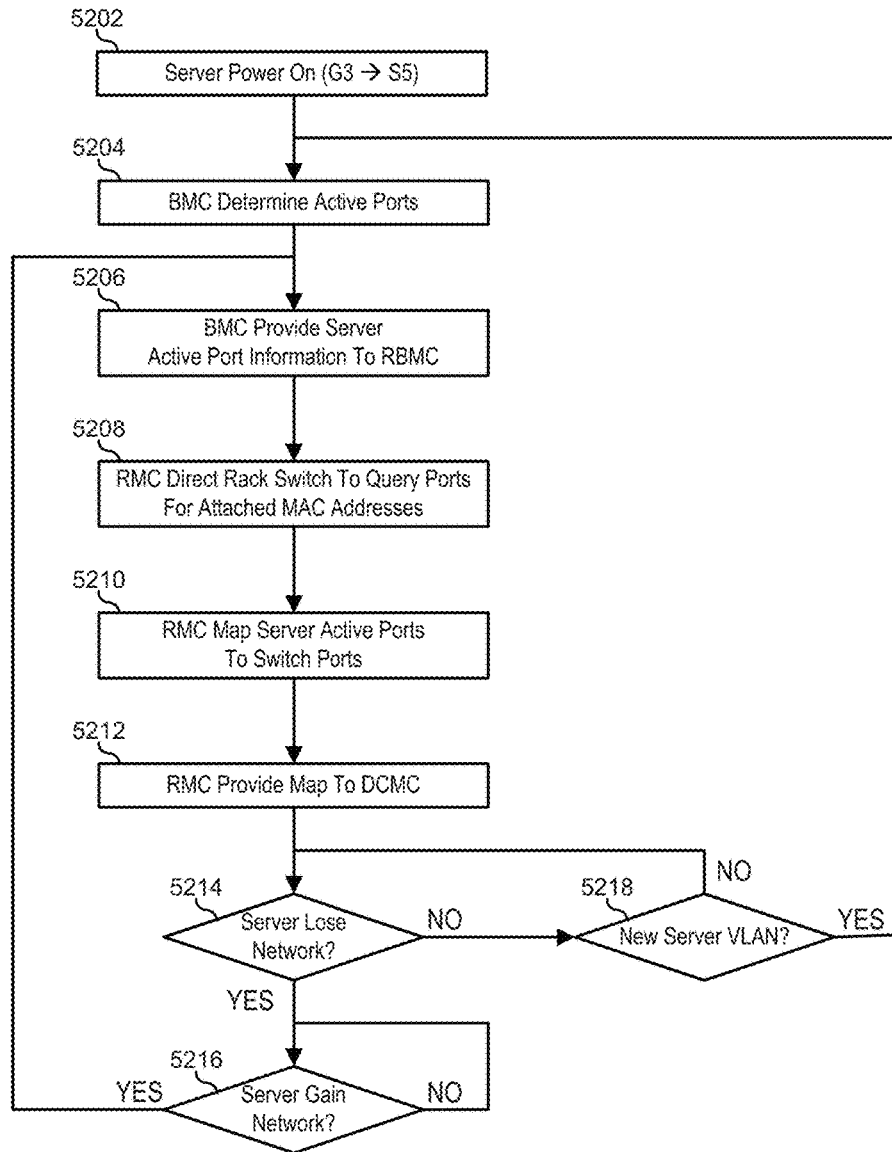 5202
Server Power On (G3 → S5)
5204
BMC Determine Active Ports
5206
BMC Provide Server
Active Port Information To RBMC
5208
RMC Direct Rack Switch To Query Ports
For Attached MAC Addresses
5210
RMC Map Server Active Ports
To Switch Ports
5212
RMC Provide Map To DCMC
5214
Server Lose
Network?
NO
YES
5218
New Server VLAN?
NO
YES
5216
Server Gain
Network?
YES
NO